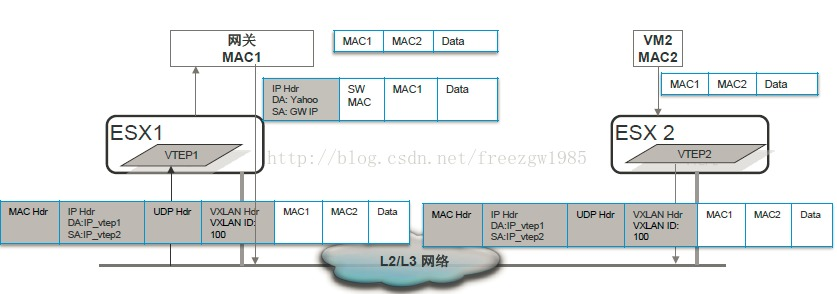 网关
MAC1
MAC1 MAC2 Data
VM2
MAC2
MAC1 MAC2 Data
IP Hdr
DA: Yahoo
SA: GW IP
SW
MAC
MAC1
Data
ESX1
VTEP1
ESX 2
VTEP2
http://blog.csdn.net/freezgw1985
MAC Hdr
IP Hdr
DA:IP_vtep1
SA:IP_vtep2
UDP Hdr
VXLAN Hdr
VXLAN ID:
100
MAC1
MAC2
Data
MAC Hdr
IP Hdr
DA:IP_vtep1
SA:IP_vtep2
UDP Hdr
VXLAN Hdr
VXLAN ID:
100
MAC1
MAC2
Data
L2/L3 网络